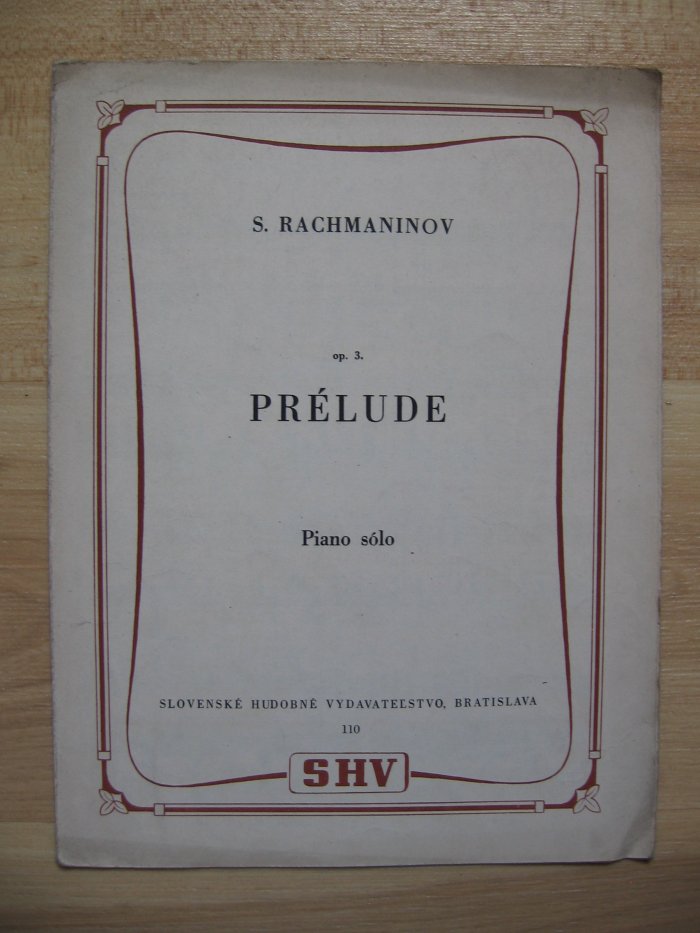 S. RACHMANINOV
op. 3.
PRÉLUDE
Piano sólo
SLOVENSKÉ HUDOBNÉ VYDAVATEĽSTVO, BRATISLAVA
110
SHV